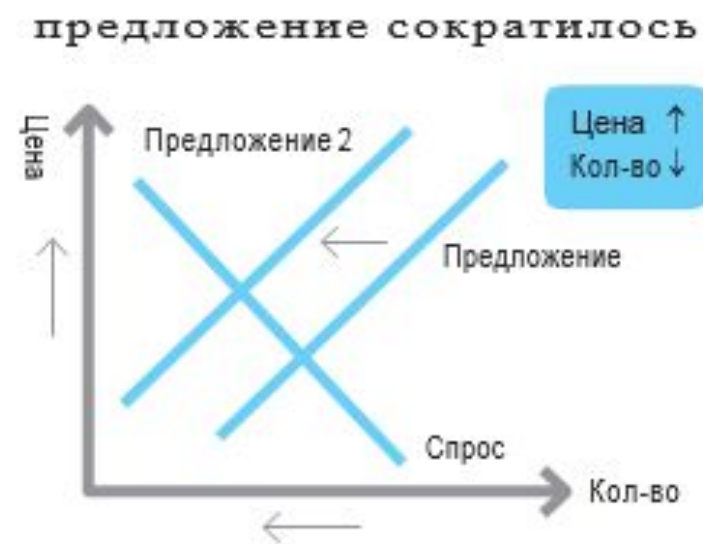 предложение сократилось
Цена
Предложение 2
Цена ↑
Кол-во ↓
Предложение
Спрос
Кол-во